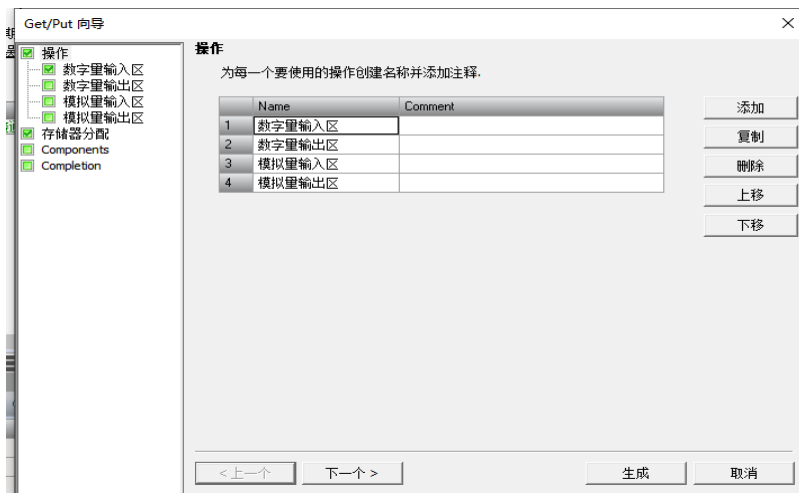 Get/Put 向导
操作
数字量输入区
数字量输出区
模拟量输入区
模拟量输出区
存储器分配
Components
Completion
操作
为每一个要使用的操作创建名称并添加注释.
Name Comment
1 数字量输入区
2 数字量输出区
3 模拟量输入区
4 模拟量输出区
添加
复制
删除
上移
下移
<上一个
下一个>
生成
取消